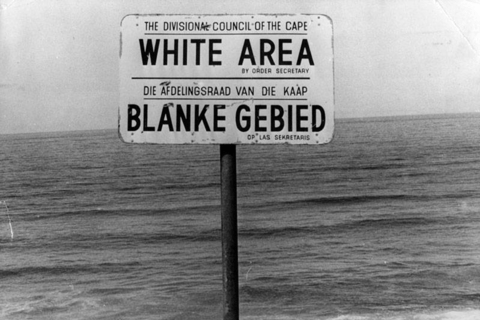 THE DIVISIONAL COUNCIL OF THE CAPE
WHITE AREA
BY ORDER SECRETARY
DIE AFDELINGSRAAD VAN DIE KAAP
BLANKE GEBIED
OP LAS SEKRETARIS